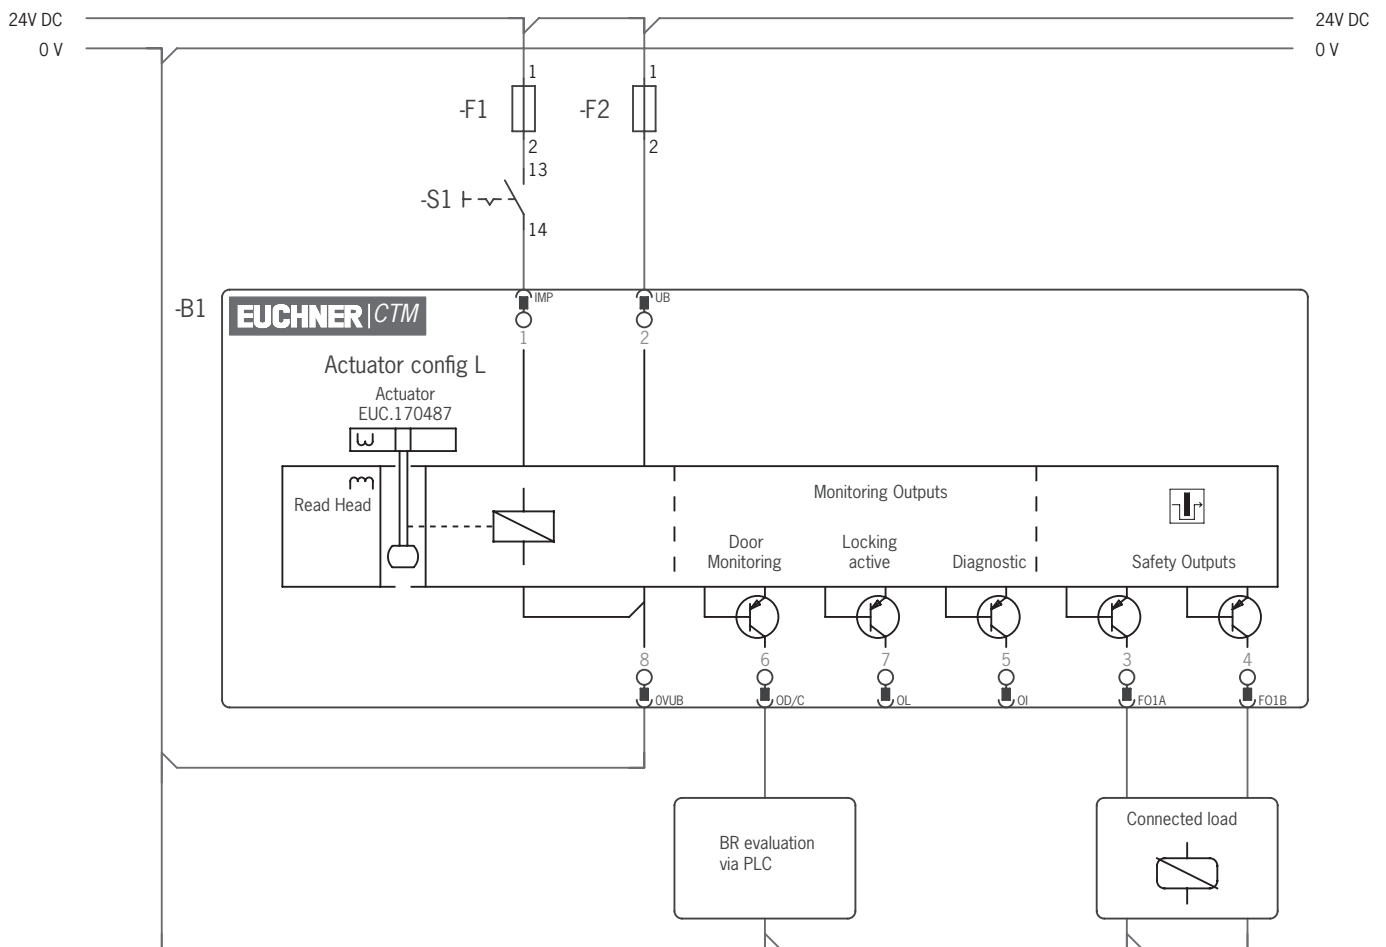 24V DC
24V DC
0 V
0 V
1
1
-F1
-F2
2
2
13
-S1
14
-B1
EUCHNER CTM
IMP
UB
1
2
Actuator config L
Actuator
EUC.170487
Read Head
Monitoring Outputs
Door
Monitoring
Locking
active
Diagnostic
Safety Outputs
8
6
7
5
3
4
0VUB
OD/C
OL
OI
FO1A
FO1B
BR evaluation
via PLC
Connected load